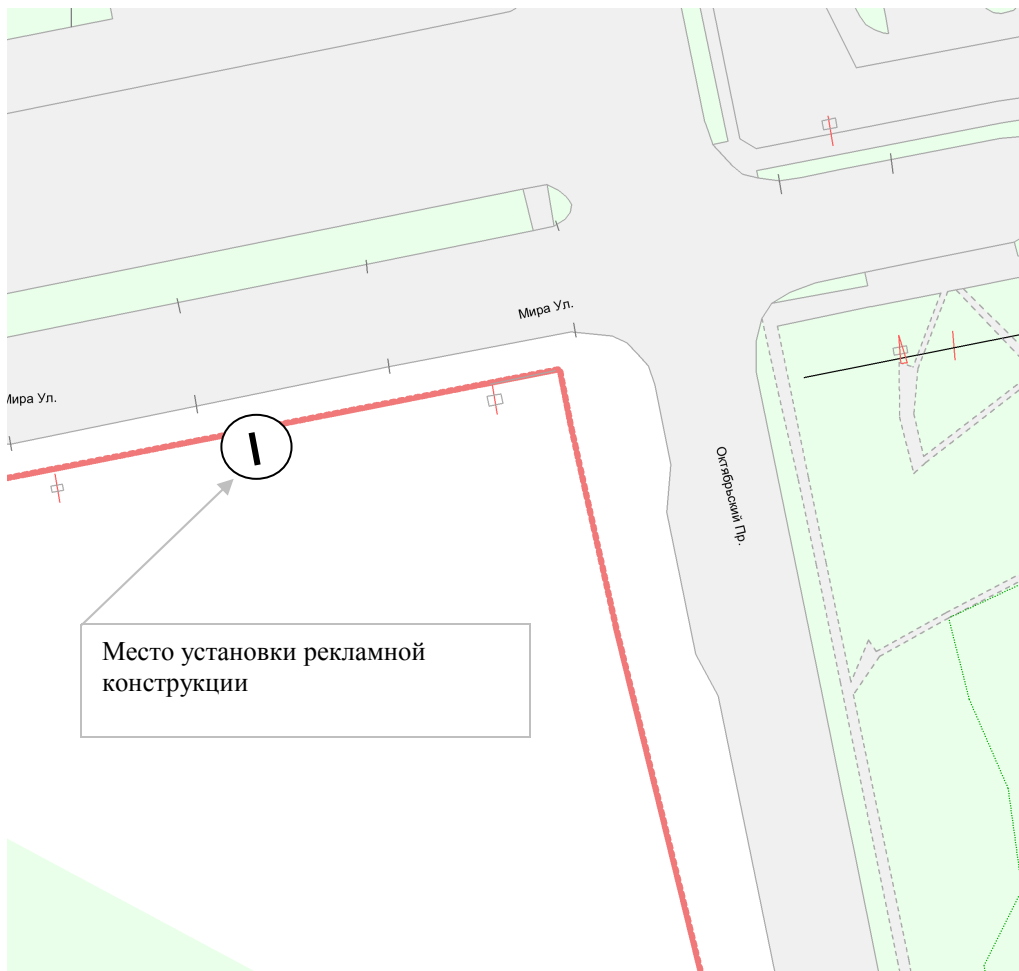 Мира Ул.
Мира Ул.
Октябрьский Пр.
Место установки рекламной
конструкции